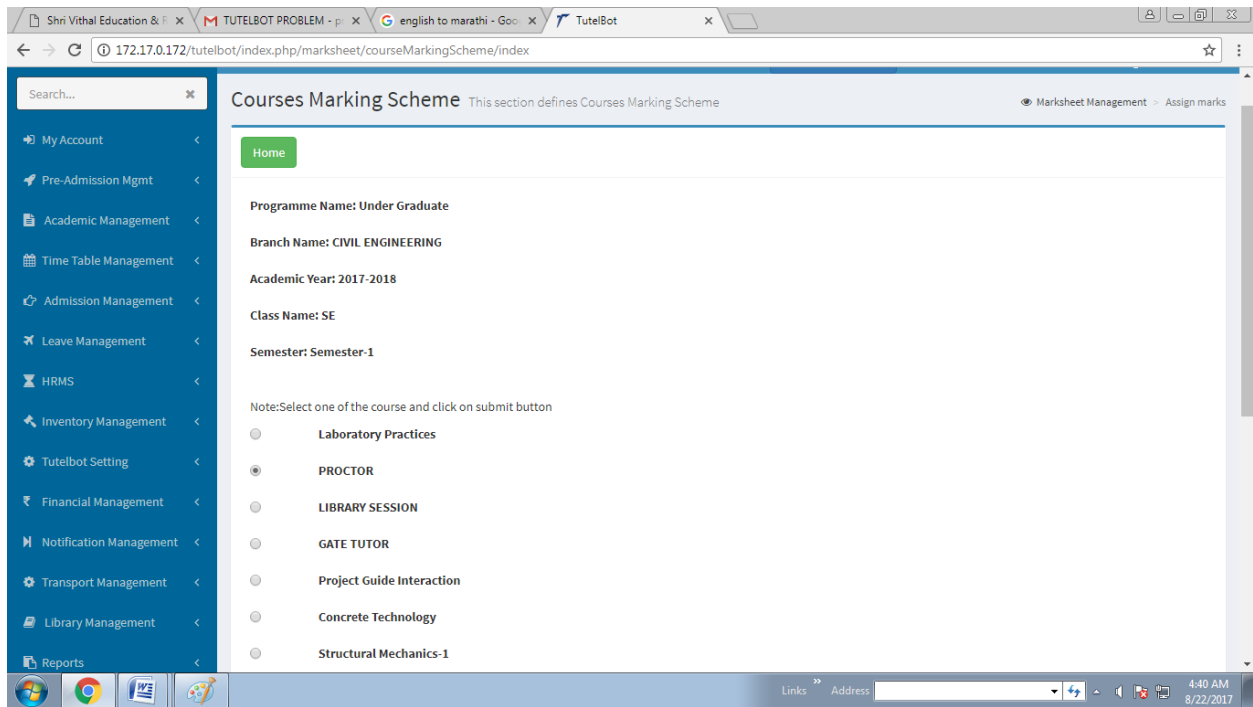 Shri Vithal Education & R
TUTELBOT PROBLEM - pr
english to marathi - Goo
TutelBot
172.17.0.172/tutelbot/index.php/marksheet/courseMarkingScheme/index
Search...
Courses Marking Scheme This section defines Courses Marking Scheme
Marksheet Management > Assign marks
My Account
Home
Pre-Admission Mgmt
Academic Management
Time Table Management
Admission Management
Leave Management
HRMS
Inventory Management
Tutelbot Setting
Financial Management
Notification Management
Transport Management
Library Management
Reports
Programme Name: Under Graduate
Branch Name: CIVIL ENGINEERING
Academic Year: 2017-2018
Class Name: SE
Semester: Semester-1
Note:Select one of the course and click on submit button
Laboratory Practices
PROCTOR
LIBRARY SESSION
GATE TUTOR
Project Guide Interaction
Concrete Technology
Structural Mechanics-1
Links
Address
4:40 AM
8/22/2017